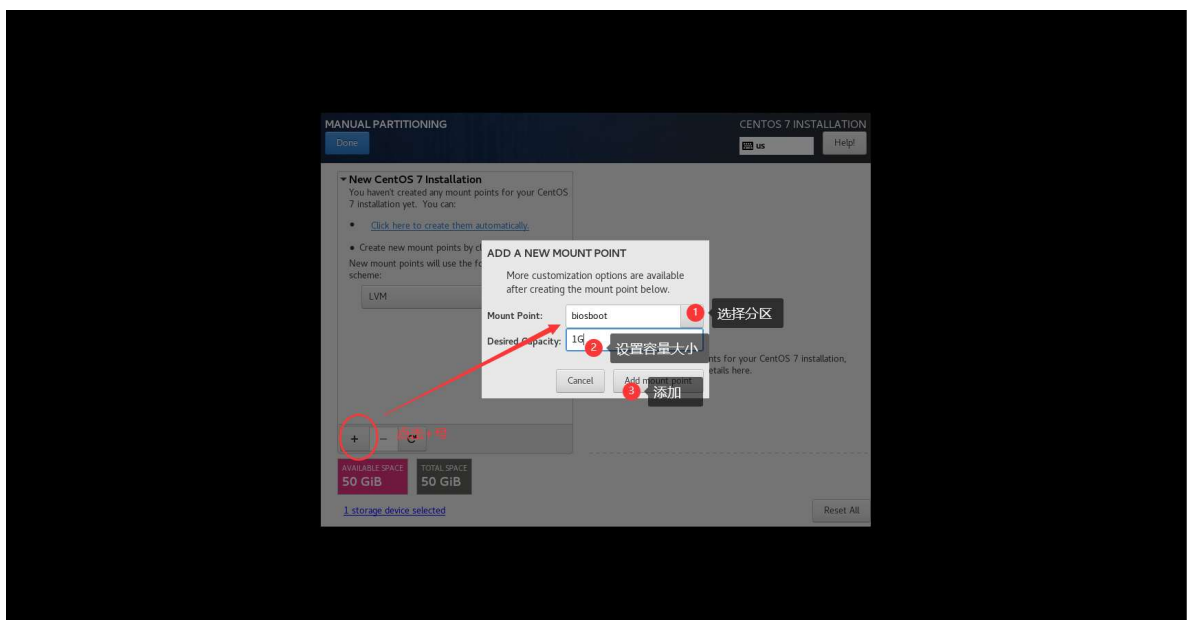 MANUAL PARTITIONING
CENTOS 7 INSTALLATION
Done
us
Help!
New CentOS 7 Installation
You haven't created any mount points for your CentOS
7 installation yet. You can:
Click here to create them automatically.
Create new mount points by cl
New mount points will use the fo
scheme:
LVM
ADD A NEW MOUNT POINT
More customization options are available
after creating the mount point below.
Mount Point:
biosboot
1
选择分区
Desired Capacity:
1G
2
设置容量大小
nts for your CentOS 7 installation,
etails here.
Cancel
Add mount point
3
添加
+
-
AVAILABLE SPACE
50 GiB
TOTAL SPACE
50 GiB
1 storage device selected
Reset All